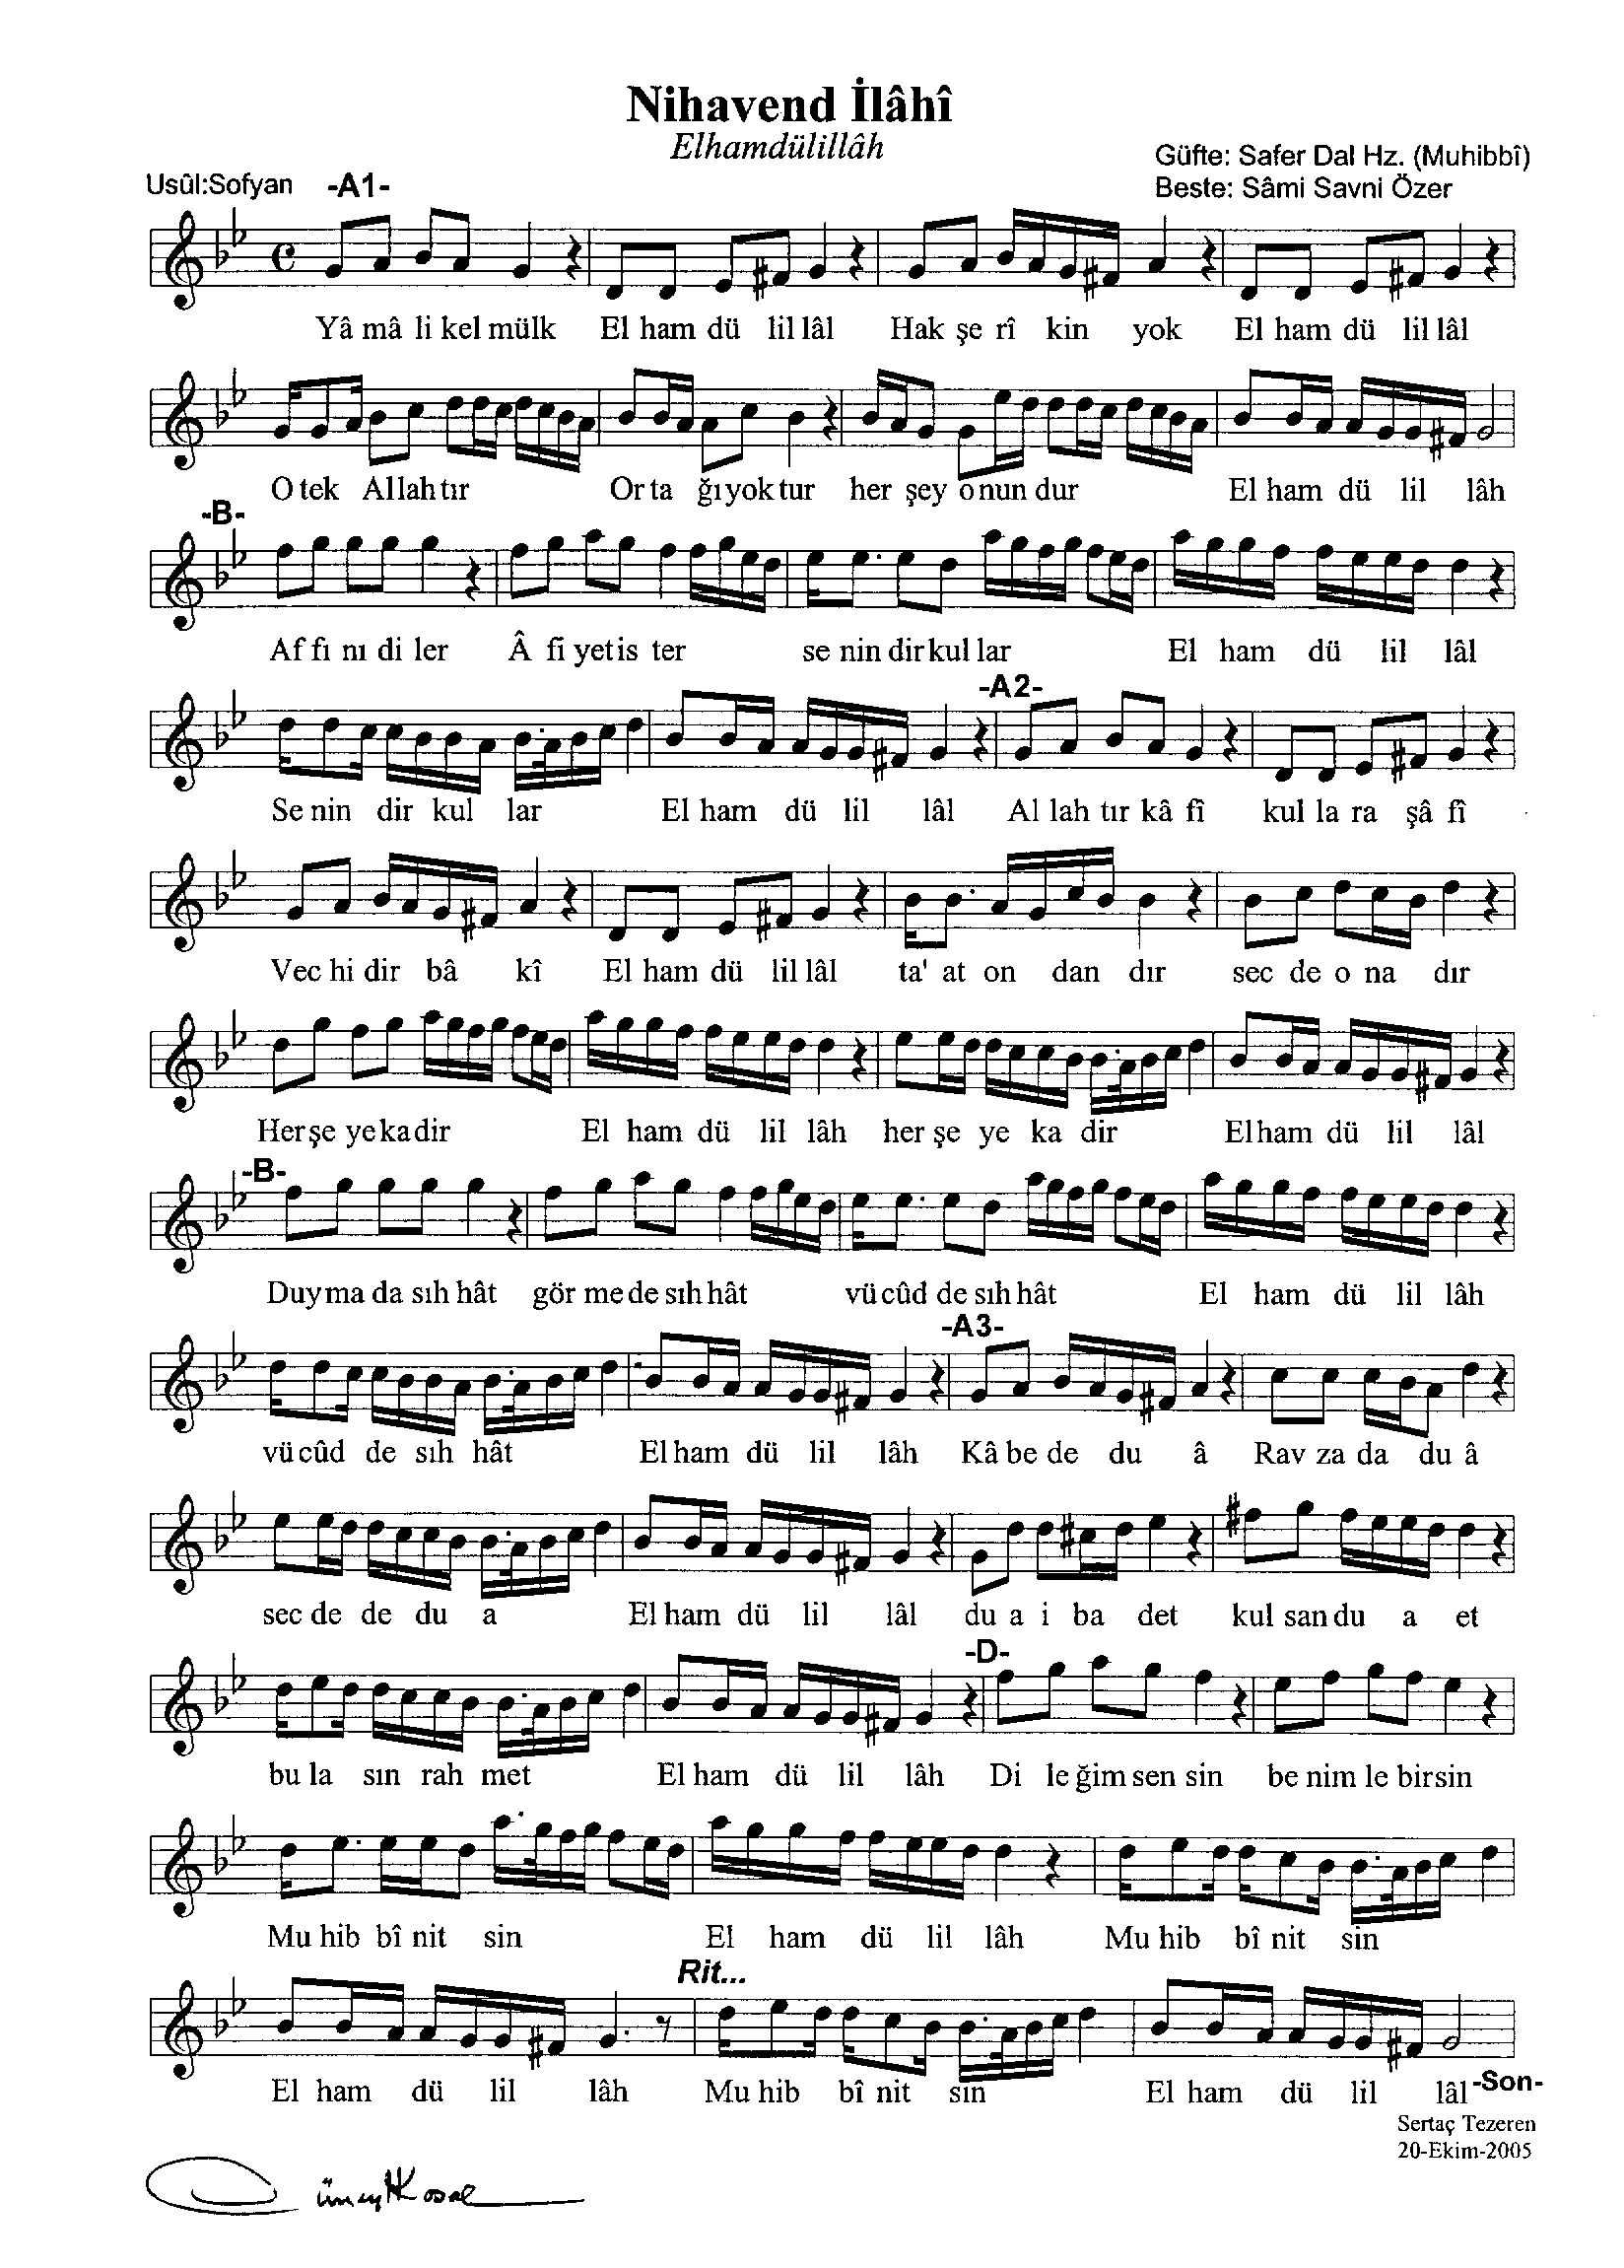 Nihavend İlâhî
Elhamdülillâh
Güfte: Safer Dal Hz. (Muhibbî)
Usûl:Sofyan -A1- Beste: Sâmi Savni Özer
Yâ mâ li kel mülk El ham dü lil lâl Hak şe rî kin yok El ham dü lil lâl
O tek Al lah tır Or ta ğı yok tur her şey o nun dur El ham dü lil lâh
-B-
Af fı nı di ler Â fi yet is ter se nin dir kul lar El ham dü lil lâl
-A2-
Se nin dir kul lar El ham dü lil lâl Al lah tır kâ fî kul la ra şâ fî
Vec hi dir bâ kî El ham dü lil lâl ta' at on dan dır sec de o na dır
Her şe ye ka dir El ham dü lil lâh her şe ye ka dir El ham dü lil lâl
-B-
Duy ma da sıh hât gör me de sıh hât vü cûd de sıh hât El ham dü lil lâh
-A3-
vü cûd de sıh hât El ham dü lil lâh Kâ be de du â Rav za da du â
sec de de du a El ham dü lil lâl du a i ba det kul san du a et
-D-
bu la sın rah met El ham dü lil lâh Di le ğim sen sin be nim le bir sin
Mu hib bî nit sin El ham dü lil lâh Mu hib bî nit sin
Rit...
El ham dü lil lâh Mu hib bî nit sın El ham dü lil lâl -Son-
Sertaç Tezeren
20-Ekim-2005